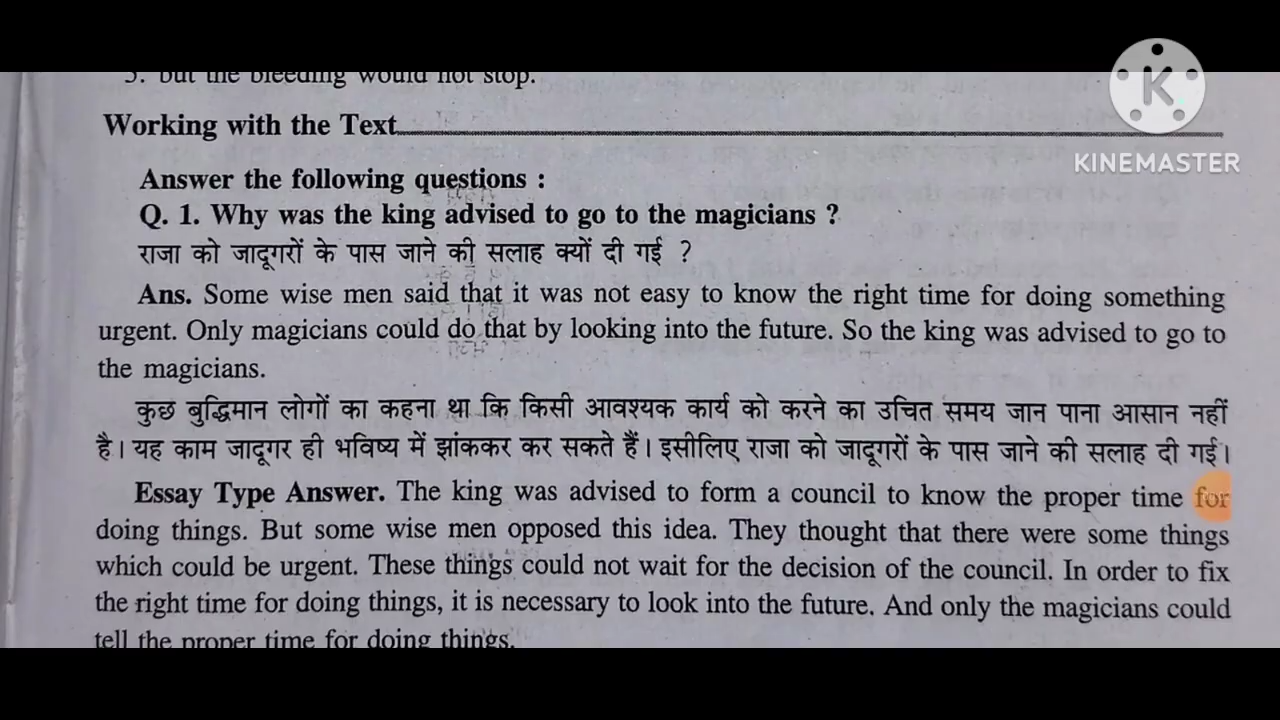 5. but the bleeding would not stop.
Working with the Text
K
KINEMASTER
Answer the following questions :
Q. 1. Why was the king advised to go to the magicians ?
राजा को जादूगरों के पास जाने की सलाह क्यों दी गई ?
Ans. Some wise men said that it was not easy to know the right time for doing something
urgent. Only magicians could do that by looking into the future. So the king was advised to go to
the magicians.
कुछ बुद्धिमान लोगों का कहना था कि किसी आवश्यक कार्य को करने का उचित समय जान पाना आसान नहीं
है। यह काम जादूगर ही भविष्य में झांककर कर सकते हैं। इसीलिए राजा को जादूगरों के पास जाने की सलाह दी गई।
Essay Type Answer. The king was advised to form a council to know the proper time for
doing things. But some wise men opposed this idea. They thought that there were some things
which could be urgent. These things could not wait for the decision of the council. In order to fix
the right time for doing things, it is necessary to look into the future. And only the magicians could
tell the proper time for doing things.